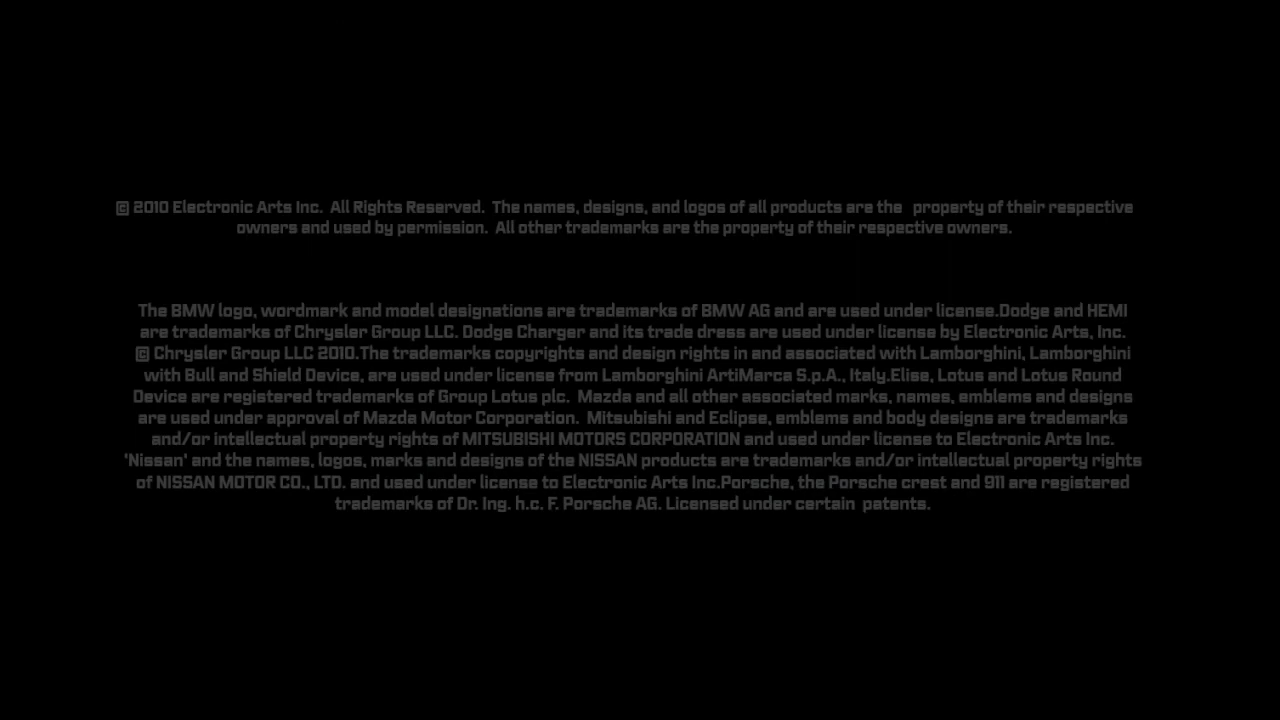 © 2010 Electronic Arts Inc.  All Rights Reserved.  The names, designs, and logos of all products are the  property of their respective
owners and used by permission.  All other trademarks are the property of their respective owners.
The BMW logo, wordmark and model designations are trademarks of BMW AG and are used under license.Dodge and HEMI
are trademarks of Chrysler Group LLC. Dodge Charger and its trade dress are used under license by Electronic Arts, Inc.
© Chrysler Group LLC 2010.The trademarks copyrights and design rights in and associated with Lamborghini, Lamborghini
with Bull and Shield Device, are used under license from Lamborghini ArtiMarca S.p.A., Italy.Elise, Lotus and Lotus Round
Device are registered trademarks of Group Lotus plc.  Mazda and all other associated marks, names, emblems and designs
are used under approval of Mazda Motor Corporation.  Mitsubishi and Eclipse, emblems and body designs are trademarks
and/or intellectual property rights of MITSUBISHI MOTORS CORPORATION and used under license to Electronic Arts Inc.
'Nissan' and the names, logos, marks and designs of the NISSAN products are trademarks and/or intellectual property rights
of NISSAN MOTOR CO., LTD. and used under license to Electronic Arts Inc.Porsche, the Porsche crest and 911 are registered
trademarks of Dr. Ing. h.c. F. Porsche AG. Licensed under certain  patents.